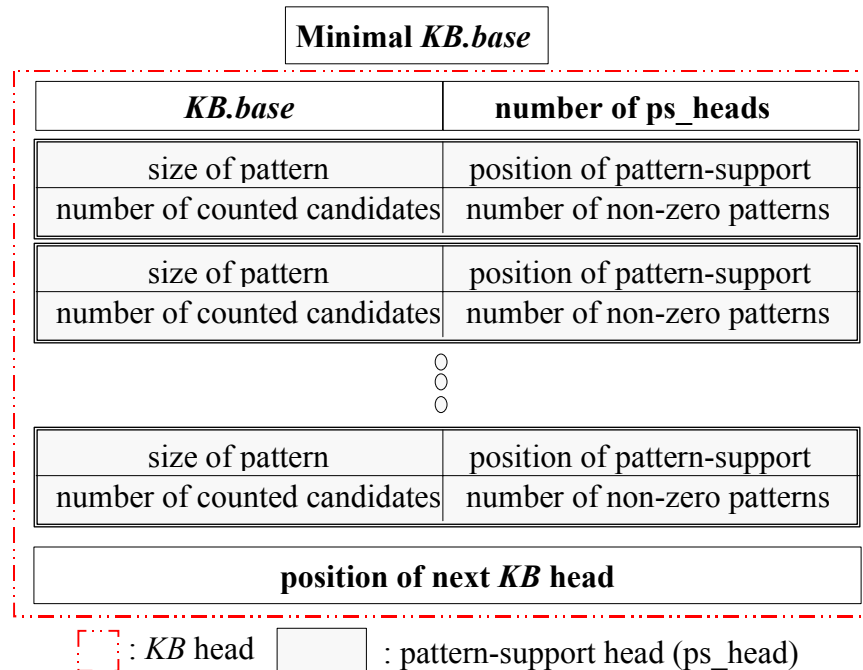 Minimal KB.base
KB.base number of ps_heads
size of pattern position of pattern-support
number of counted candidates number of non-zero patterns
size of pattern position of pattern-support
number of counted candidates number of non-zero patterns
size of pattern position of pattern-support
number of counted candidates number of non-zero patterns
position of next KB head
: KB head : pattern-support head (ps_head)